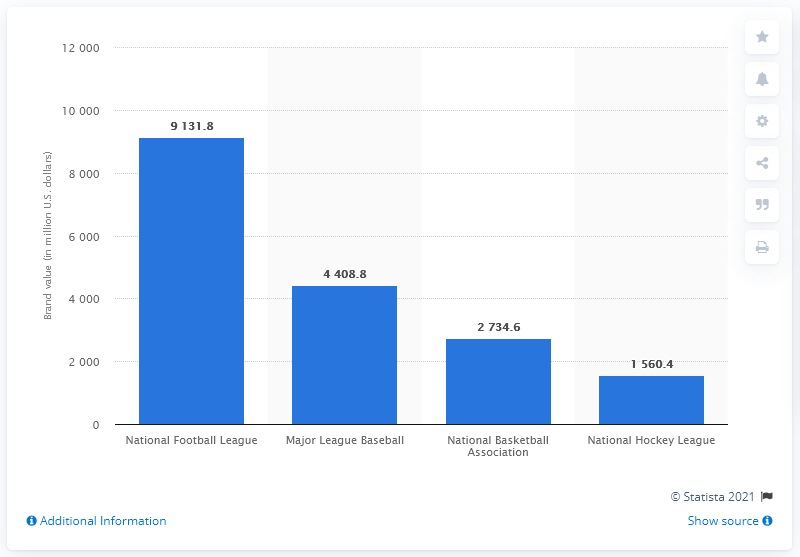 12 000
10 000
8 000
6 000
4 000
2 000
0
Brand value (in million U.S. dollars)
9 131.8
4 408.8
2 734.6
1 560.4
National Football League
Major League Baseball
National Basketball
Association
National Hockey League
© Statista 2021
Additional Information
Show source